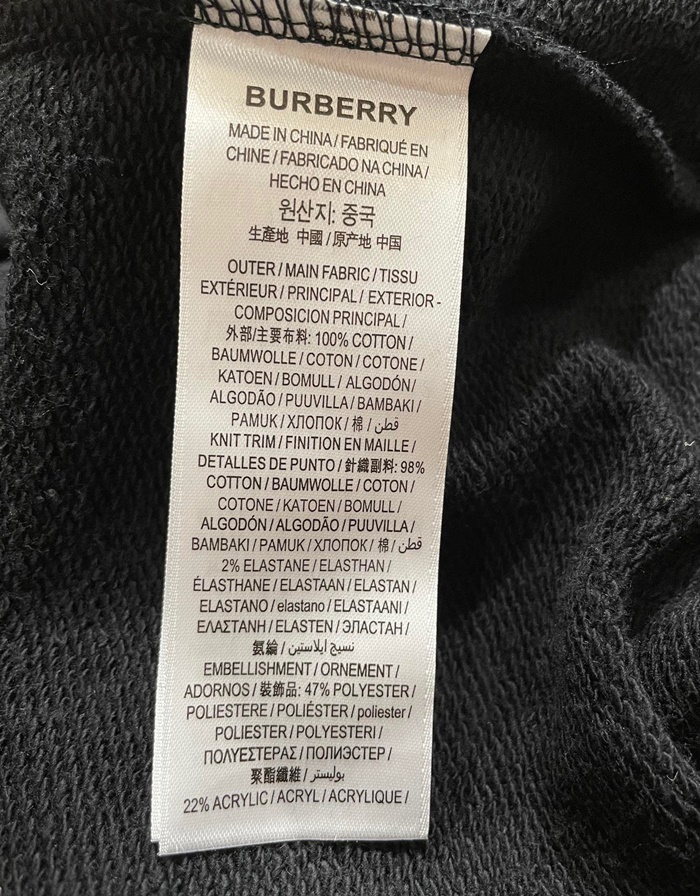 BURBERRY
MADE IN CHINA / FABRIQUÉ EN
CHINE / FABRICADO NA CHINA /
HECHO EN CHINA
원산지: 중국
生產地 中國 / 原产地 中国
OUTER / MAIN FABRIC / TISSU
EXTÉRIEUR / PRINCIPAL / EXTERIOR -
COMPOSICION PRINCIPAL /
外部/主要布料: 100% COTTON /
BAUMWOLLE / COTON / COTONE /
KATOEN / BOMULL / ALGODÓN /
ALGODÃO / PUUVILLA / BAMBAKI /
PAMUK / ХЛОПОК / 棉 / قطن
KNIT TRIM / FINITION EN MAILLE /
DETALLES DE PUNTO / 針織副料: 98%
COTTON / BAUMWOLLE / COTON /
COTONE / KATOEN / BOMULL /
ALGODÓN / ALGODÃO / PUUVILLA /
BAMBAKI / PAMUK / ХЛОПОК / 棉 / قطن
2% ELASTANE / ELASTHAN /
ÉLASTHANE / ELASTAAN / ELASTAN /
ELASTANO / elastano / ELASTAANI /
ΕΛΑΣΤΑΝΗ / ELASTEN / ЭЛАСТАН /
氨綸 / نسيج ايلاستين
EMBELLISHMENT / ORNEMENT /
ADORNOS / 裝飾品: 47% POLYESTER /
POLIESTERE / POLIÉSTER / poliester /
POLIESTER / POLYESTERI /
ΠΟΛΥΕΣΤΕΡΑΣ / ПОЛИЭСТЕР /
聚酯纖維 / بوليستر
22% ACRYLIC / ACRYL / ACRYLIQUE /